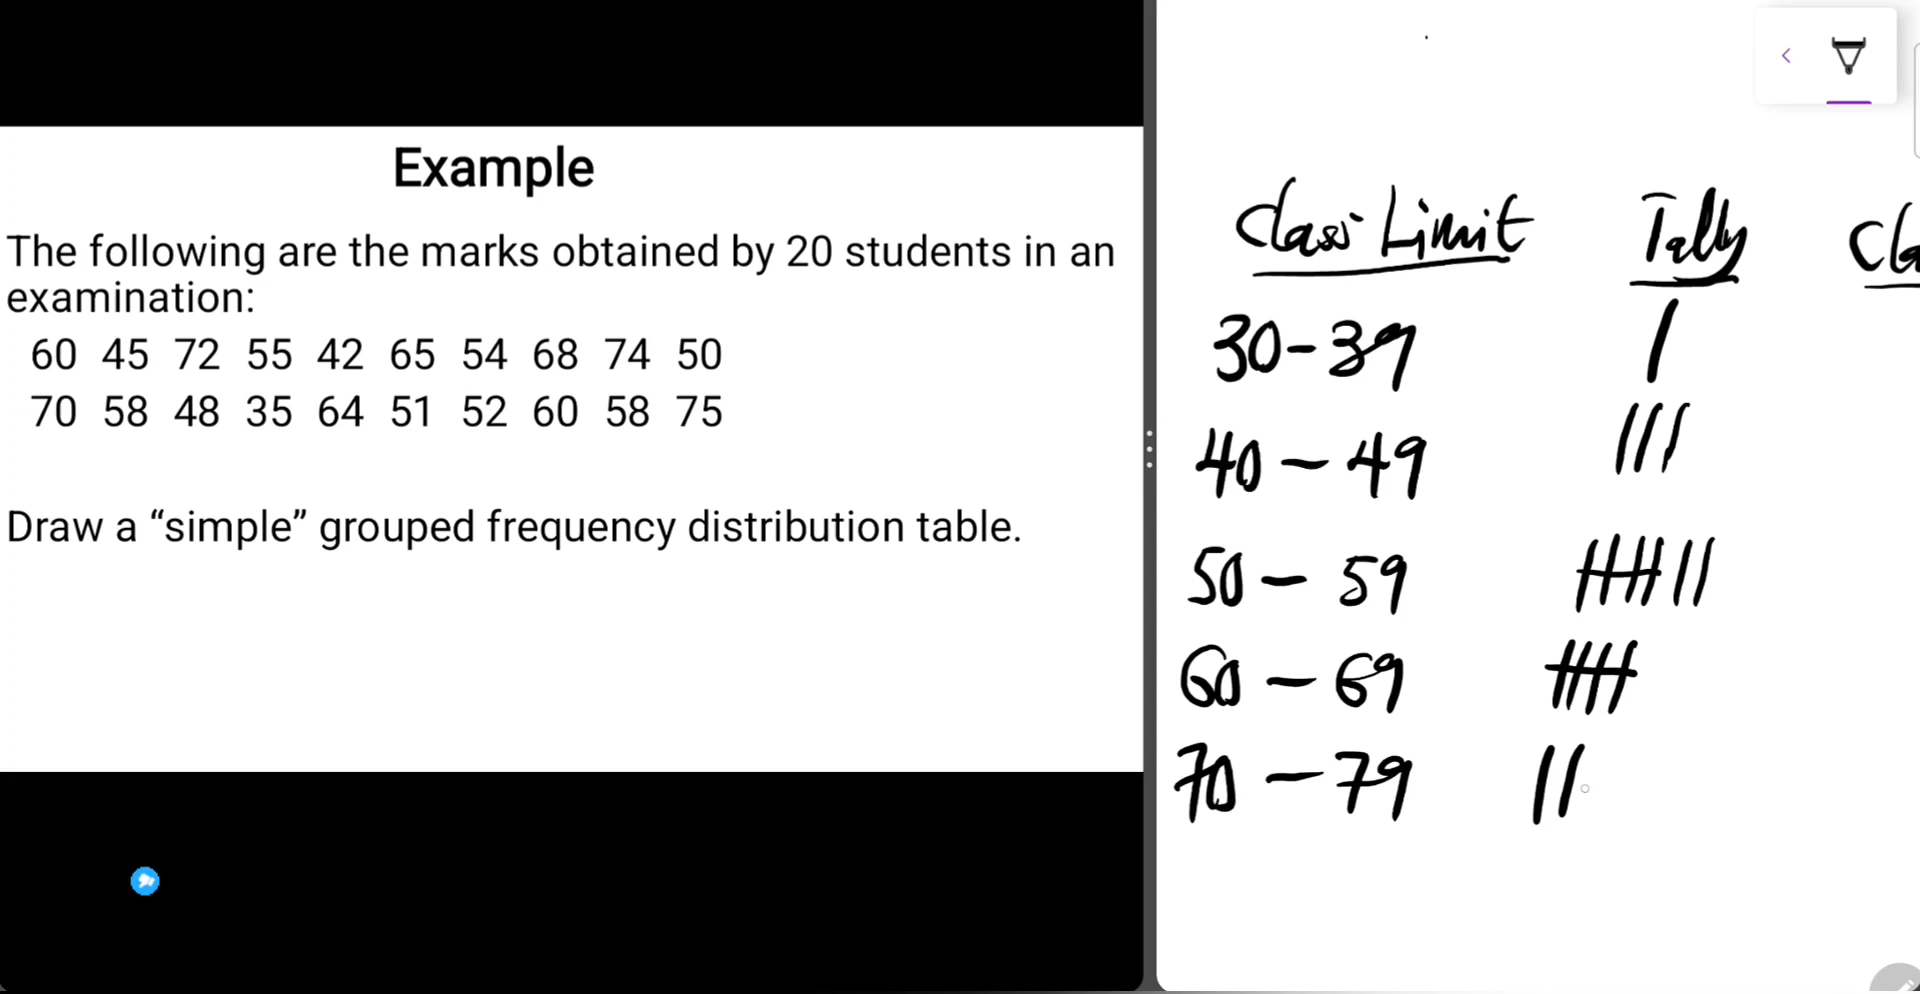 Example
The following are the marks obtained by 20 students in an
examination:
60 45 72 55 42 65 54 68 74 50
70 58 48 35 64 51 52 60 58 75
Draw a “simple” grouped frequency distribution table.
Class Limit Tally Cla
30-39 |
40 - 49 |||
50 - 59 |||| ||
60 - 69 ||||
70 - 79 ||